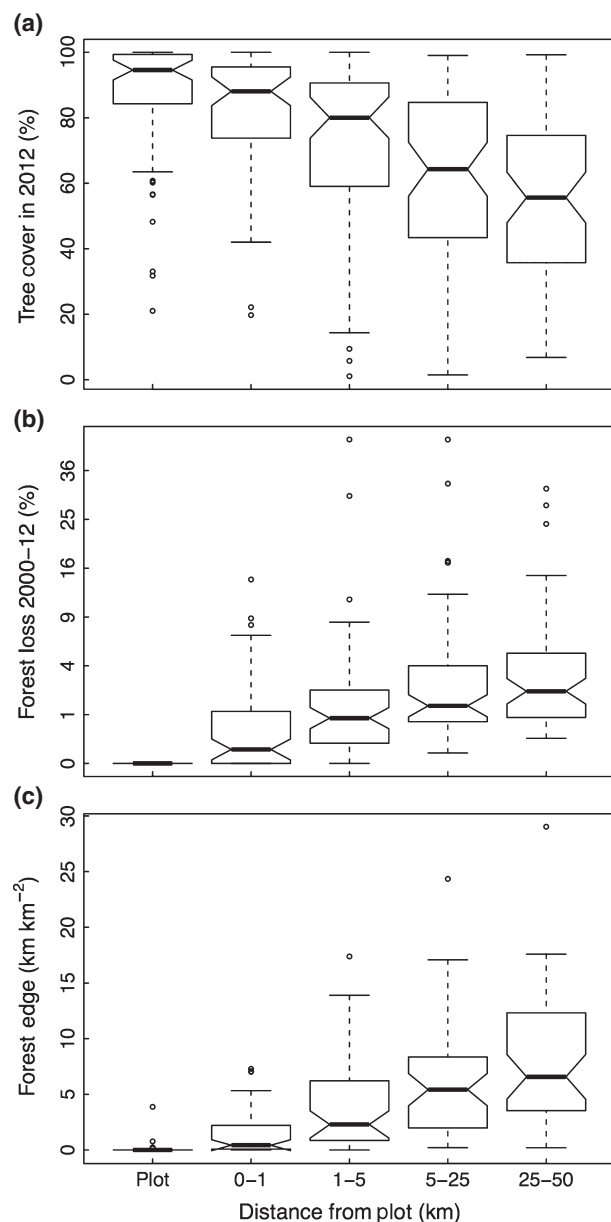 (a)
Tree cover in 2012 (%)
100
80
60
40
20
0
(b)
Forest loss 2000–12 (%)
36
25
16
9
4
1
0
(c)
Forest edge (km km−2)
30
25
20
15
10
5
0
Plot 0–1 1–5 5–25 25–50
Distance from plot (km)